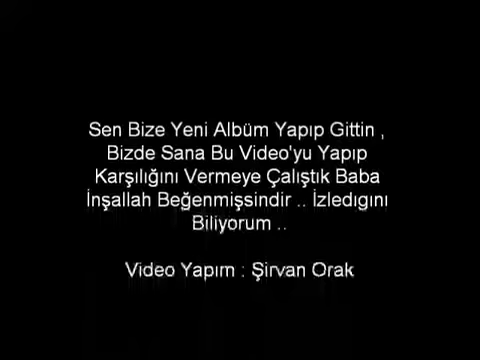 Sen Bize Yeni Albüm Yapıp Gittin ,
Bizde Sana Bu Video'yu Yapıp
Karşılığını Vermeye Çalıştık Baba
İnşallah Beğenmişsindir .. İzledıgını
Biliyorum ..
Video Yapım : Şirvan Orak